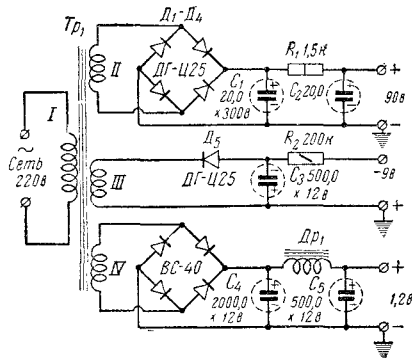 Тр₁
Д₁-Д₄
I
II
ДГ-Ц25
R₁ 1,5к
+
C₁
20,0
х300в
C₂ 20,0
90в
-
~
Сеть
220в
Д₅
R₂ 200к
-9в
III
ДГ-Ц25
C₃ 500,0
х 12в
+
Др₁
IV
ВС-40
+
C₄
2000,0
х 12в
C₅
500,0
х 12в
1,2в
-